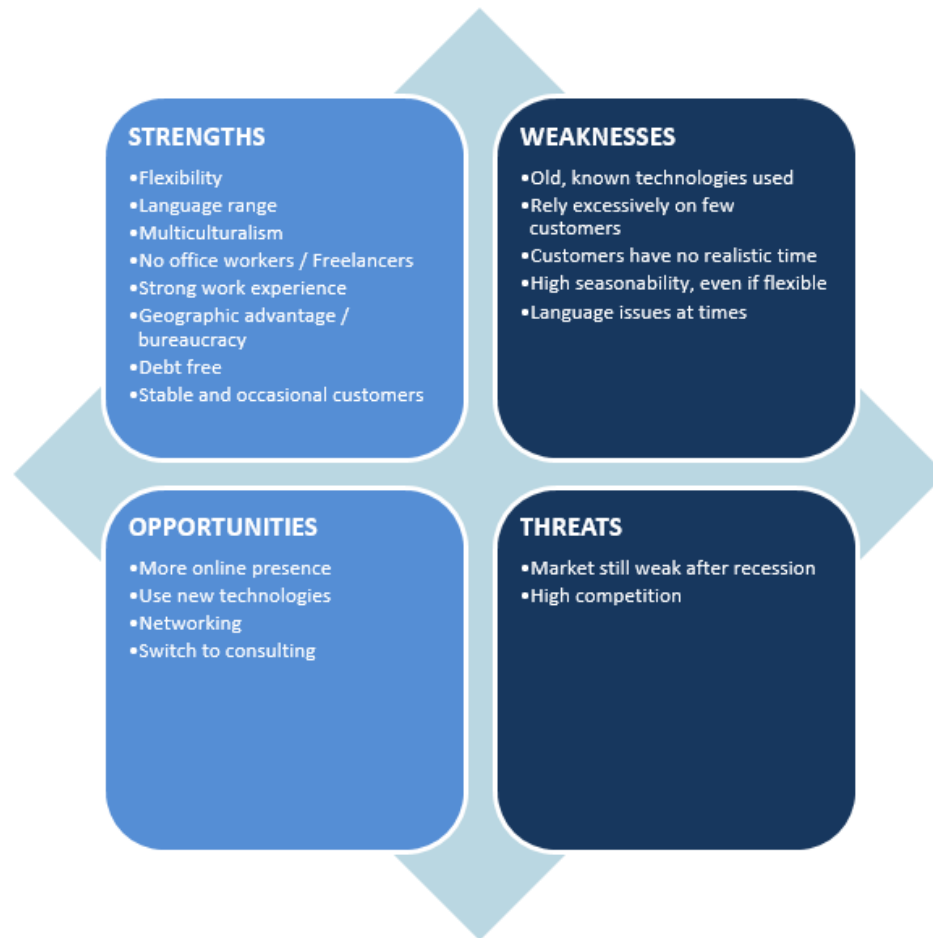 STRENGTHS
•Flexibility
•Language range
•Multiculturalism
•No office workers / Freelancers
•Strong work experience
•Geographic advantage /
bureaucracy
•Debt free
•Stable and occasional customers
WEAKNESSES
•Old, known technologies used
•Rely excessively on few
customers
•Customers have no realistic time
•High seasonability, even if flexible
•Language issues at times
OPPORTUNITIES
•More online presence
•Use new technologies
•Networking
•Switch to consulting
THREATS
•Market still weak after recession
•High competition